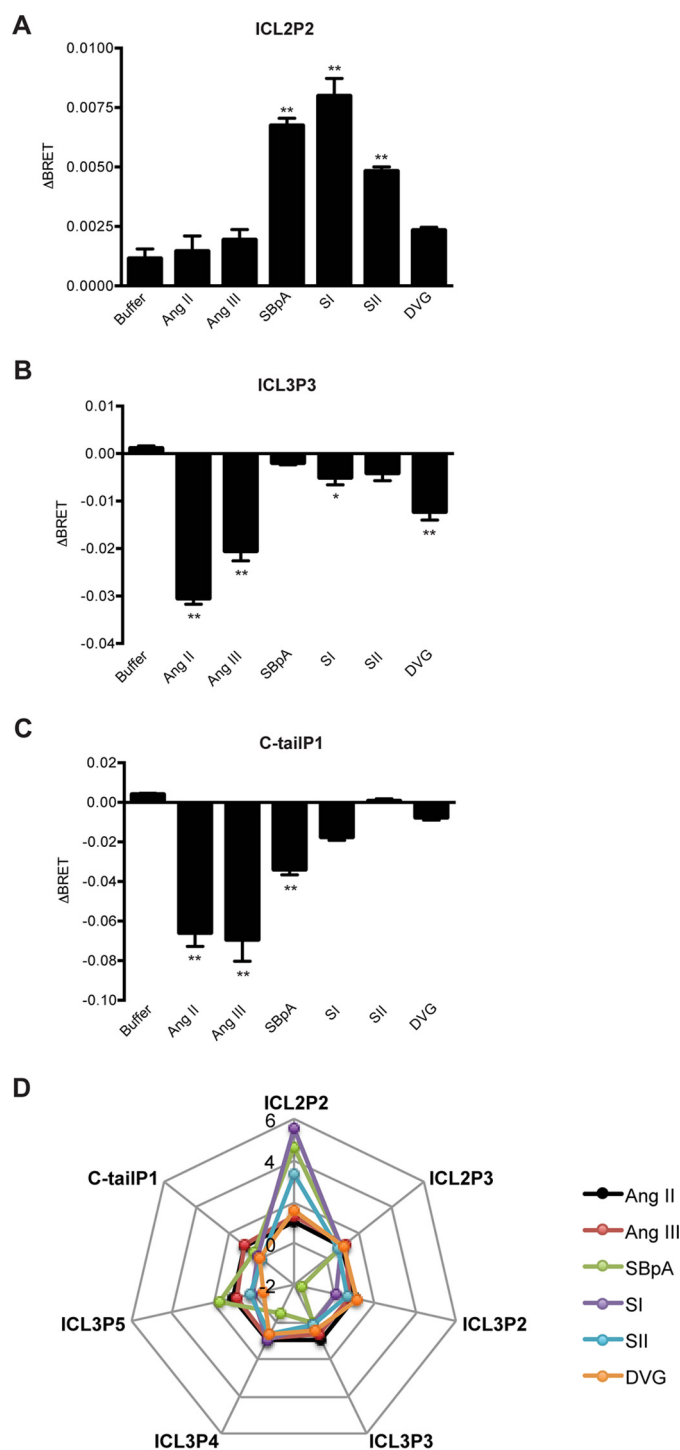 A
ICL2P2
0.0100
0.0075
0.0050
0.0025
0.0000
ΔBRET
** ** **
Buffer Ang II Ang III SBpA SI SII DVG
B
ICL3P3
0.01
0.00
-0.01
-0.02
-0.03
-0.04
ΔBRET
** ** * **
Buffer Ang II Ang III SBpA SI SII DVG
C
C-tailP1
0.02
0.00
-0.02
-0.04
-0.06
-0.08
-0.10
ΔBRET
** ** **
Buffer Ang II Ang III SBpA SI SII DVG
D
ICL2P2
6
4
0
-2
C-tailP1
ICL2P3
ICL3P5
ICL3P2
ICL3P4
ICL3P3
Ang II
Ang III
SBpA
SI
SII
DVG